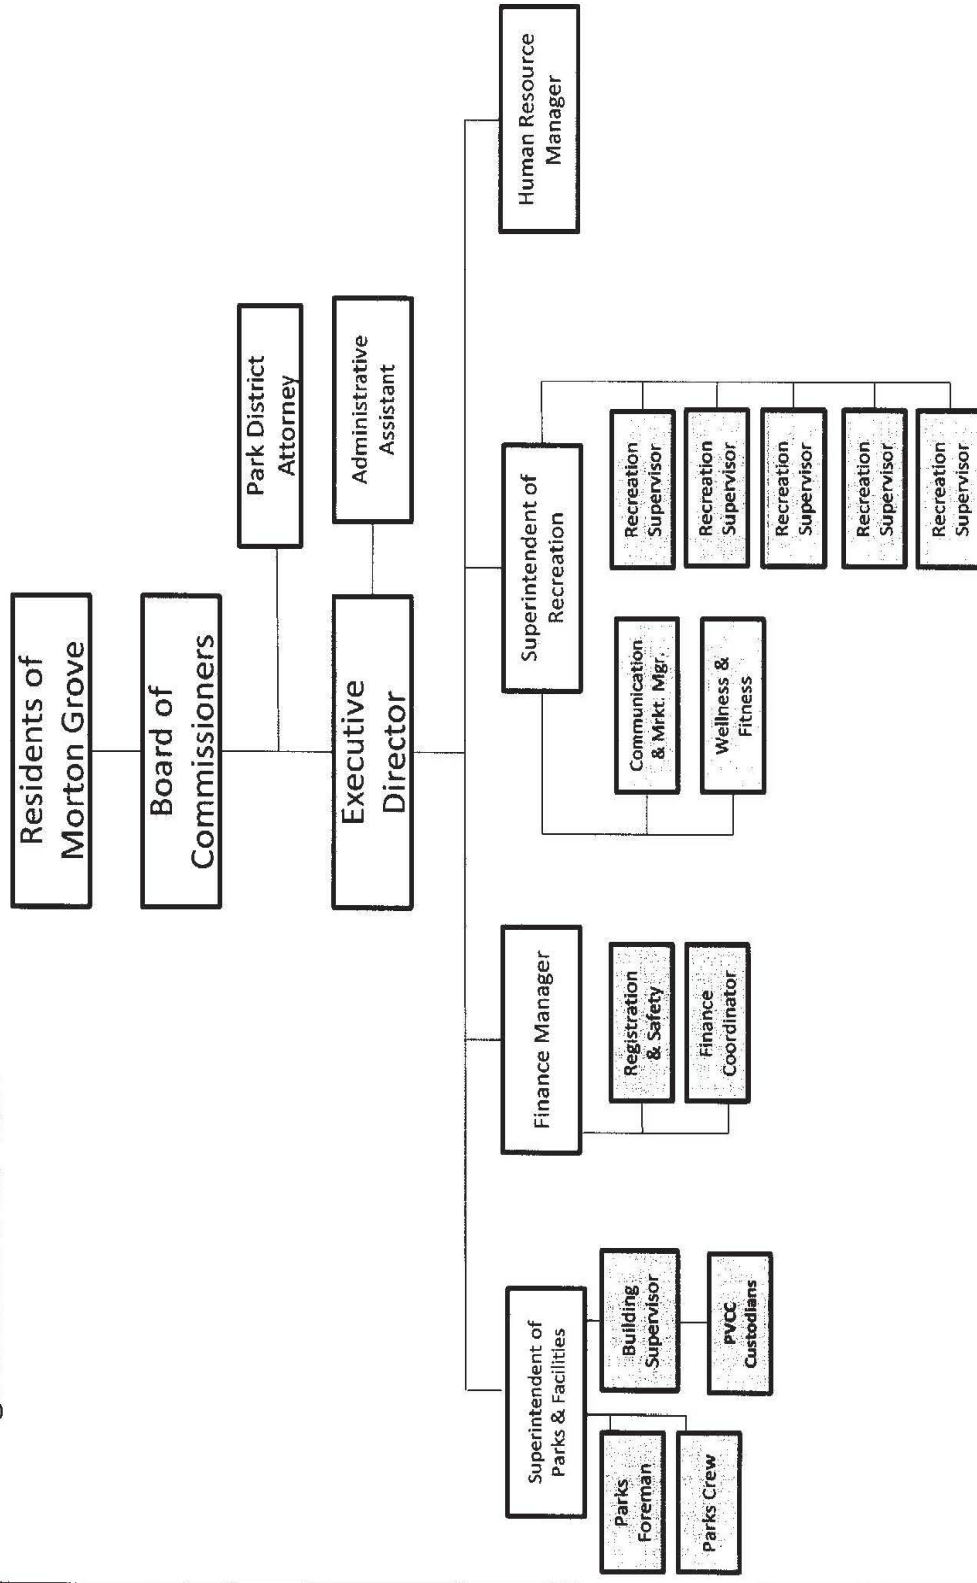 Residents of
Morton Grove
Board of
Commissioners
Park District
Attorney
Executive
Director
Administrative
Assistant
Superintendent of
Parks & Facilities
Finance Manager
Superintendent of
Recreation
Human Resource
Manager
Parks
Foreman
Parks Crew
Building
Supervisor
PVCC
Custodians
Registration
& Safety
Finance
Coordinator
Communication
& Mrkt. Mgr.
Wellness &
Fitness
Recreation
Supervisor
Recreation
Supervisor
Recreation
Supervisor
Recreation
Supervisor
Recreation
Supervisor